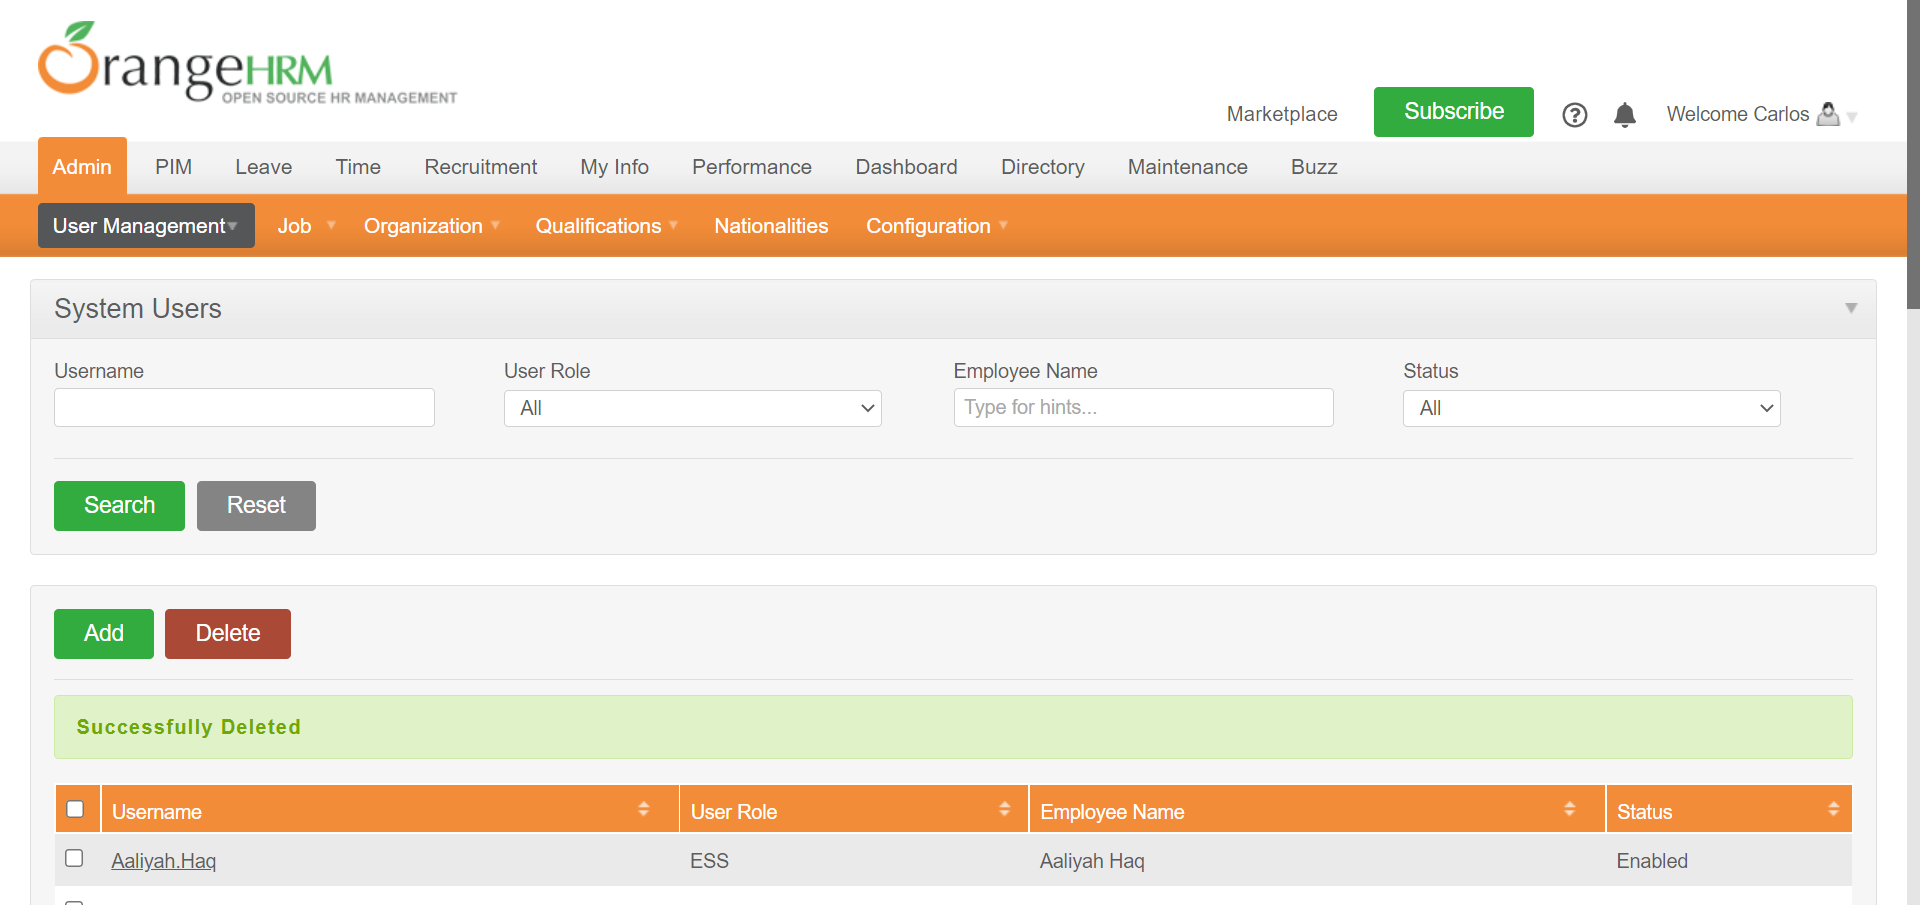 OrangeHRM
OPEN SOURCE HR MANAGEMENT
Marketplace Subscribe Welcome Carlos
Admin PIM Leave Time Recruitment My Info Performance Dashboard Directory Maintenance Buzz
User Management Job Organization Qualifications Nationalities Configuration
System Users
Username User Role Employee Name Status
All Type for hints... All
Search Reset
Add Delete
Successfully Deleted
Username User Role Employee Name Status
Aaliyah.Haq ESS Aaliyah Haq Enabled